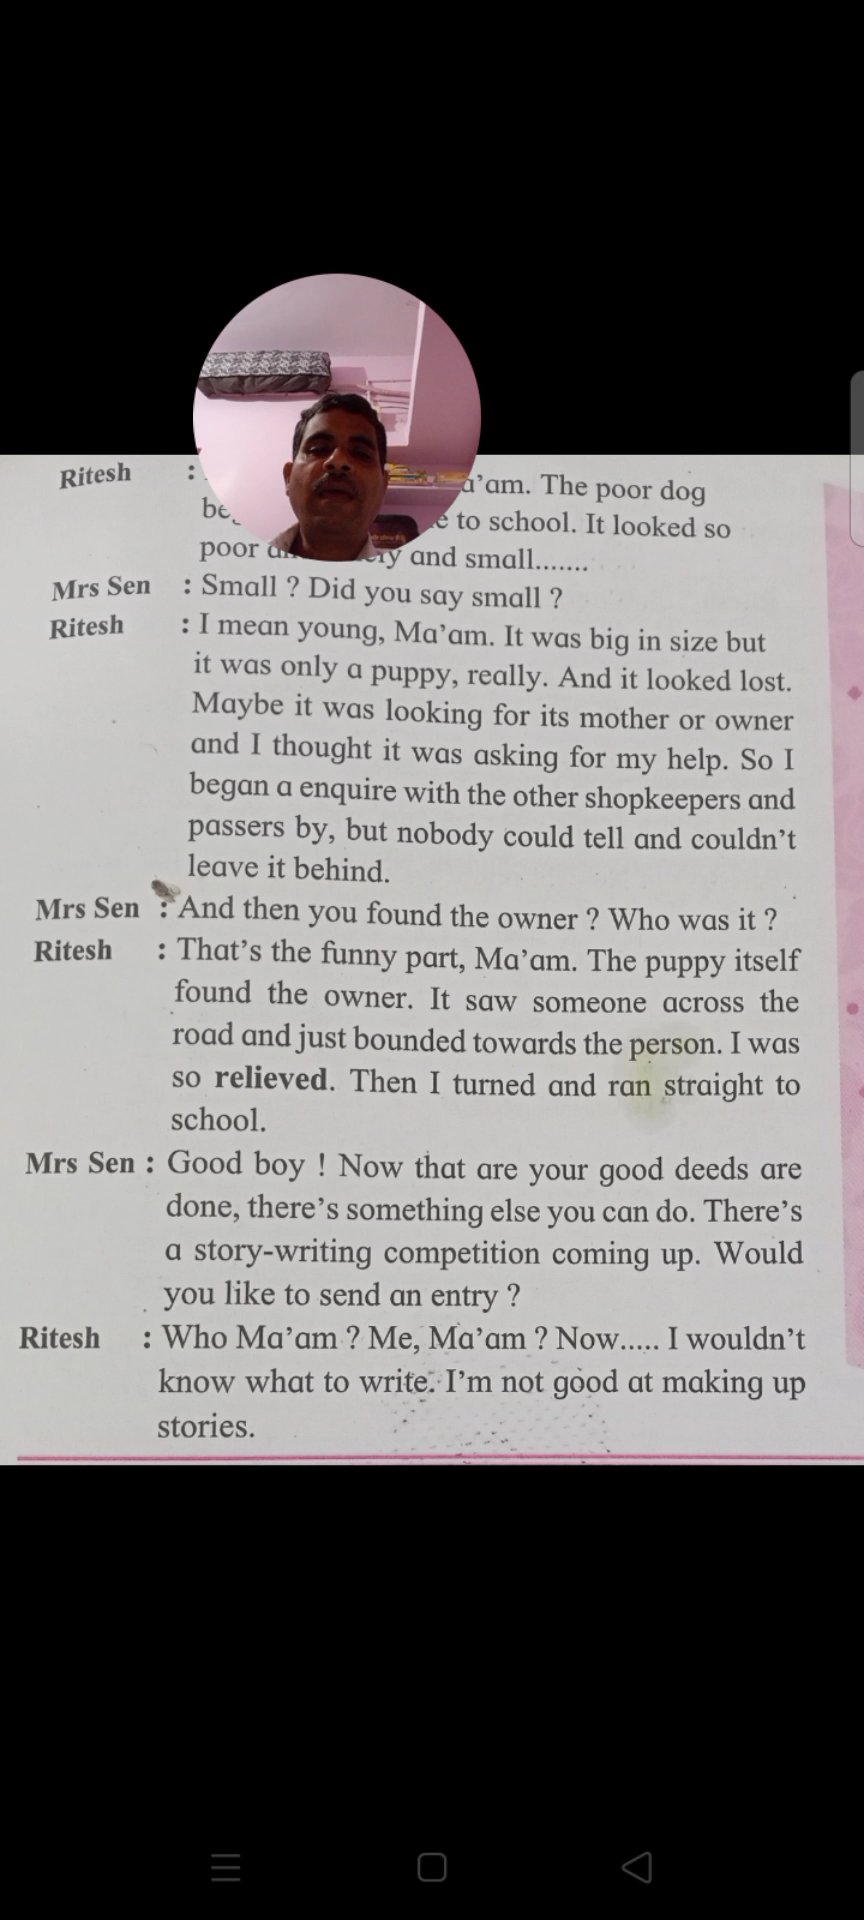 Ritesh : a'am. The poor dog
to school. It looked so
poor and small.......
Mrs Sen : Small ? Did you say small ?
Ritesh : I mean young, Ma'am. It was big in size but
it was only a puppy, really. And it looked lost.
Maybe it was looking for its mother or owner
and I thought it was asking for my help. So I
began a enquire with the other shopkeepers and
passers by, but nobody could tell and couldn't
leave it behind.
Mrs Sen : And then you found the owner ? Who was it ?
Ritesh : That's the funny part, Ma'am. The puppy itself
found the owner. It saw someone across the
road and just bounded towards the person. I was
so relieved. Then I turned and ran straight to
school.
Mrs Sen : Good boy ! Now that are your good deeds are
done, there's something else you can do. There's
a story-writing competition coming up. Would
you like to send an entry ?
Ritesh : Who Ma'am ? Me, Ma'am ? Now..... I wouldn't
know what to write. I'm not good at making up
stories.